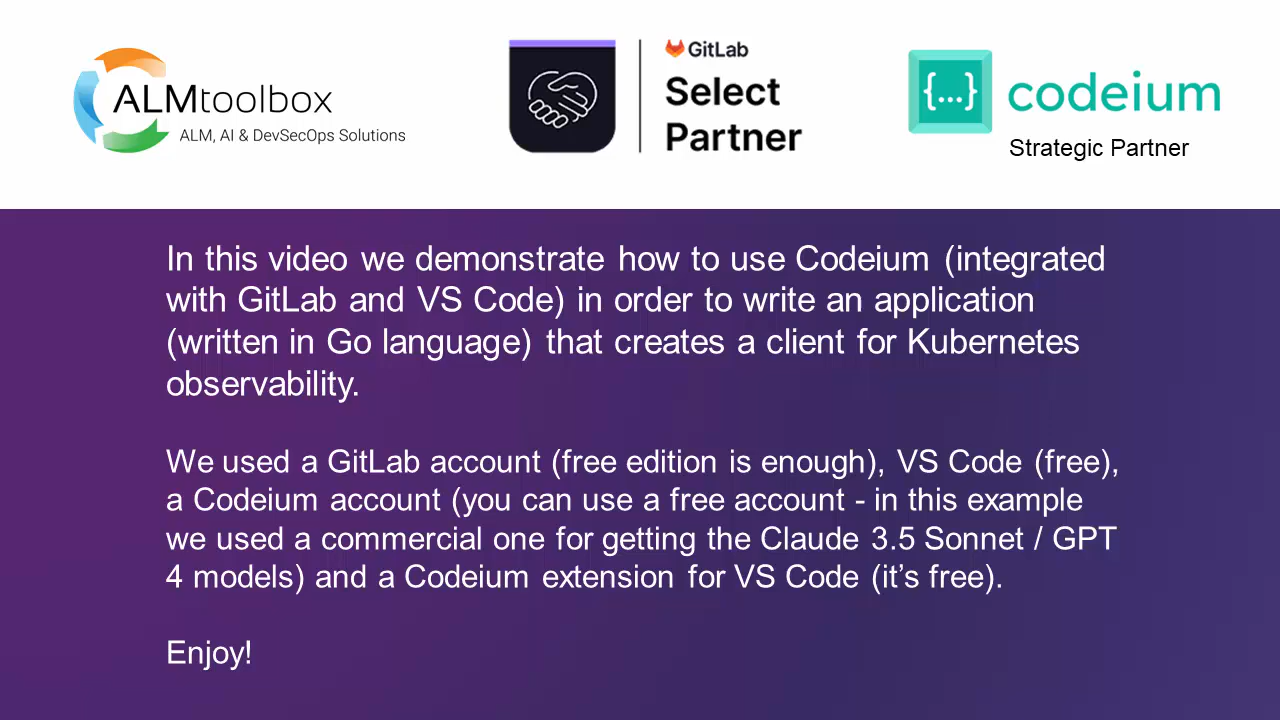 ALMtoolbox
ALM, AI & DevSecOps Solutions
GitLab
Select
Partner
{...} codeium
Strategic Partner
In this video we demonstrate how to use Codeium (integrated
with GitLab and VS Code) in order to write an application
(written in Go language) that creates a client for Kubernetes
observability.
We used a GitLab account (free edition is enough), VS Code (free),
a Codeium account (you can use a free account - in this example
we used a commercial one for getting the Claude 3.5 Sonnet / GPT
4 models) and a Codeium extension for VS Code (it’s free).
Enjoy!